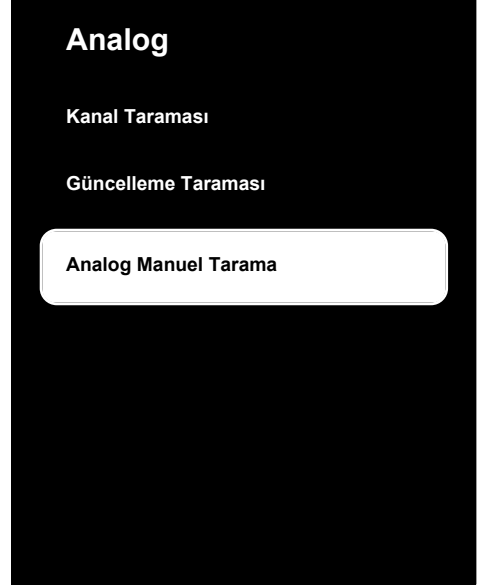 Analog
Kanal Taraması
Güncelleme Taraması
Analog Manuel Tarama